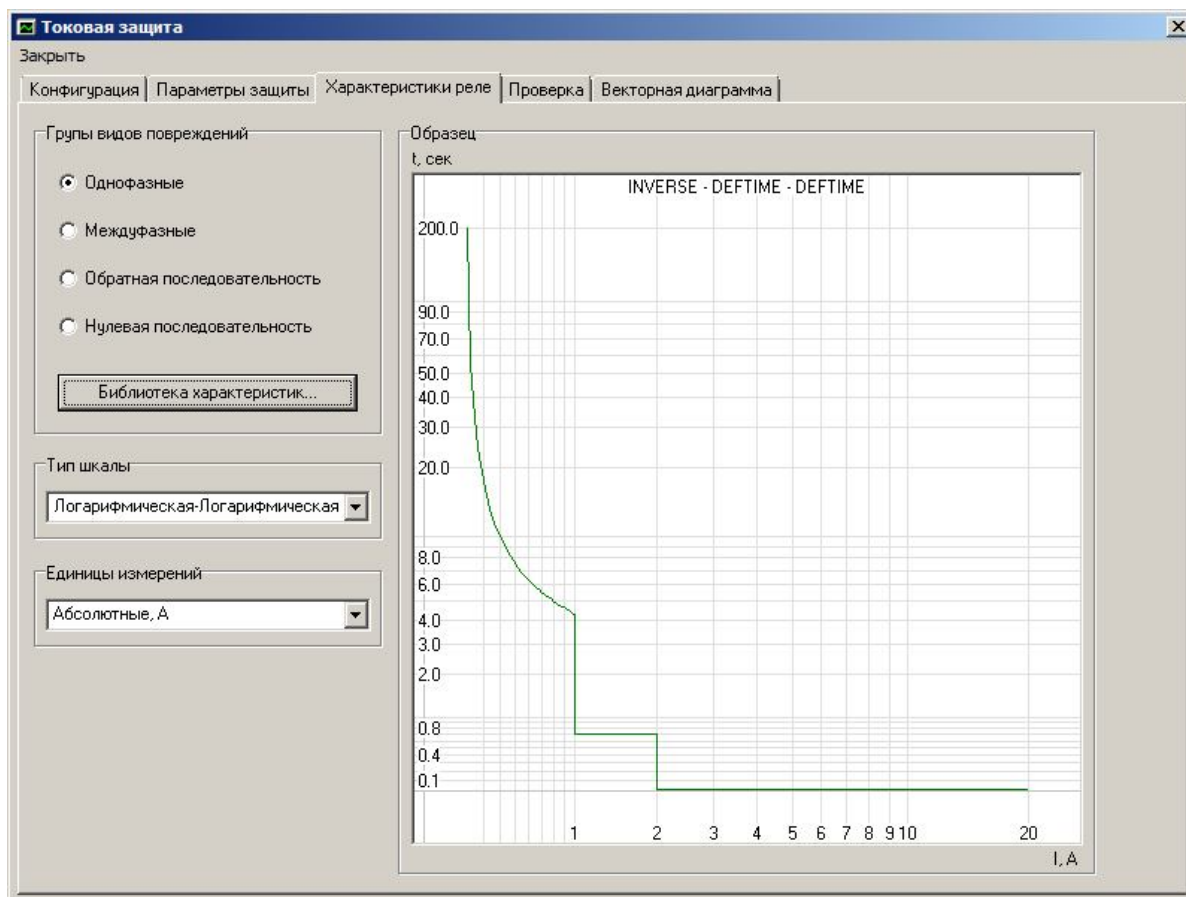 Токовая защита
Закрыть
Конфигурация
Параметры защиты
Характеристики реле
Проверка
Векторная диаграмма
Групы видов повреждений
Однофазные
Междуфазные
Обратная последовательность
Нулевая последовательность
Библиотека характеристик...
Тип шкалы
Логарифмическая-Логарифмическая
Единицы измерений
Абсолютные, А
Образец
t, сек
INVERSE - DEFTIME - DEFTIME
200.0
90.0
70.0
50.0
40.0
30.0
20.0
8.0
6.0
4.0
3.0
2.0
0.8
0.4
0.1
1 2 3 4 5 6 7 8 9 10 20
I, A